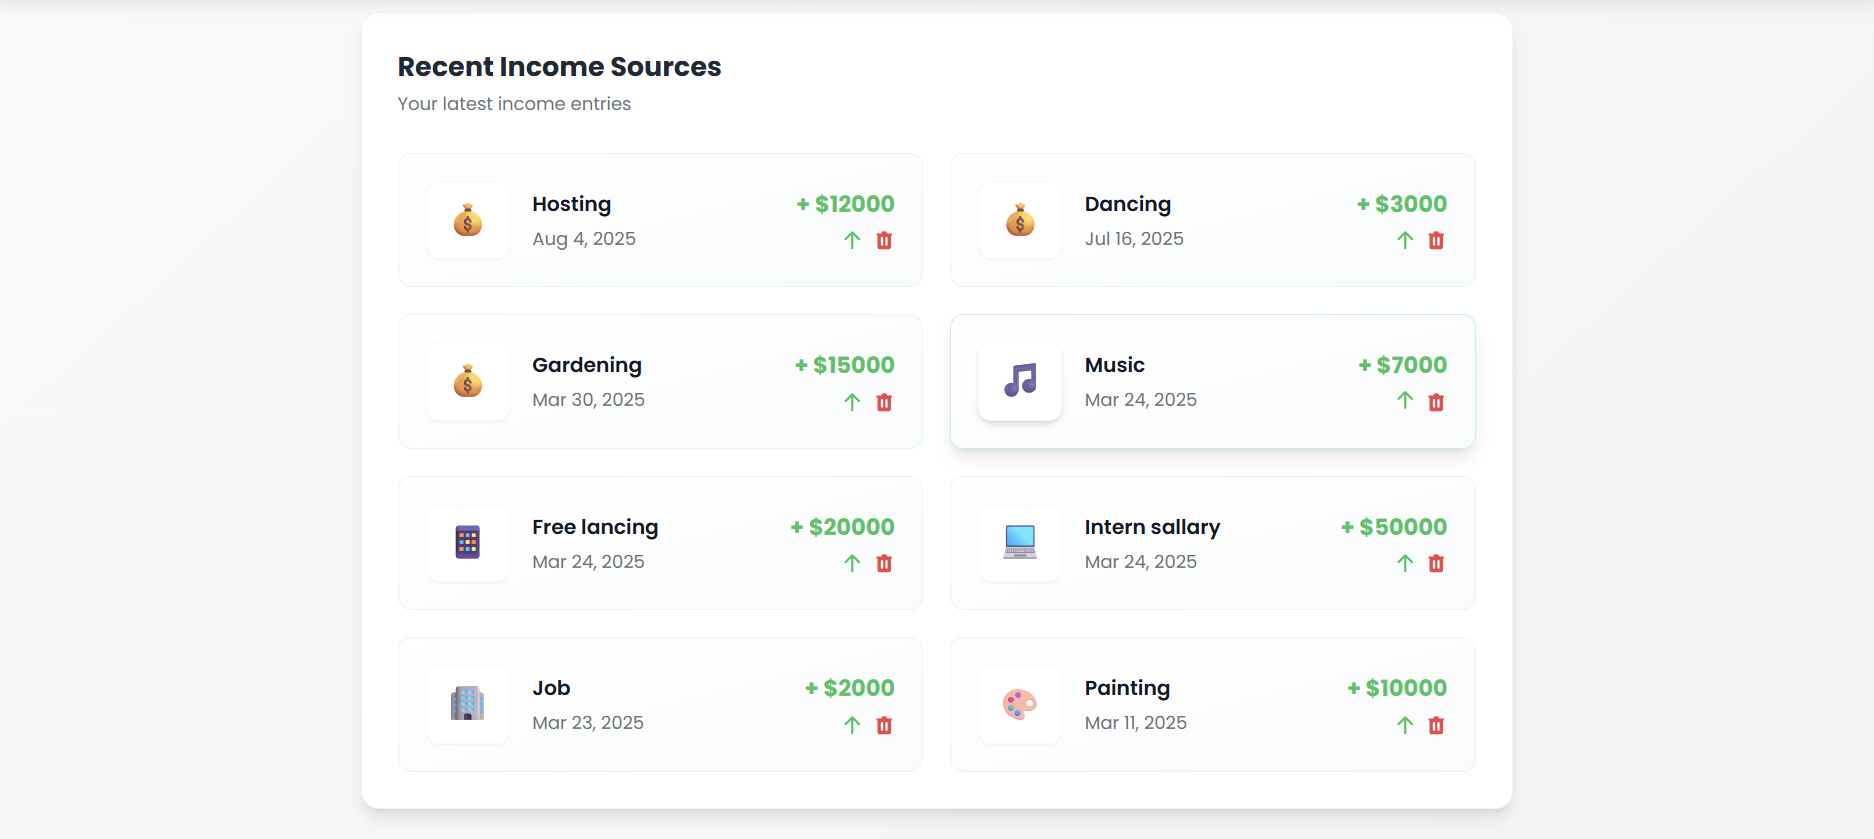 Recent Income Sources
Your latest income entries
Hosting
+ $12000
Aug 4, 2025
Dancing
+ $3000
Jul 16, 2025
Gardening
+ $15000
Mar 30, 2025
Music
+ $7000
Mar 24, 2025
Free lancing
+ $20000
Mar 24, 2025
Intern sallary
+ $50000
Mar 24, 2025
Job
+ $2000
Mar 23, 2025
Painting
+ $10000
Mar 11, 2025